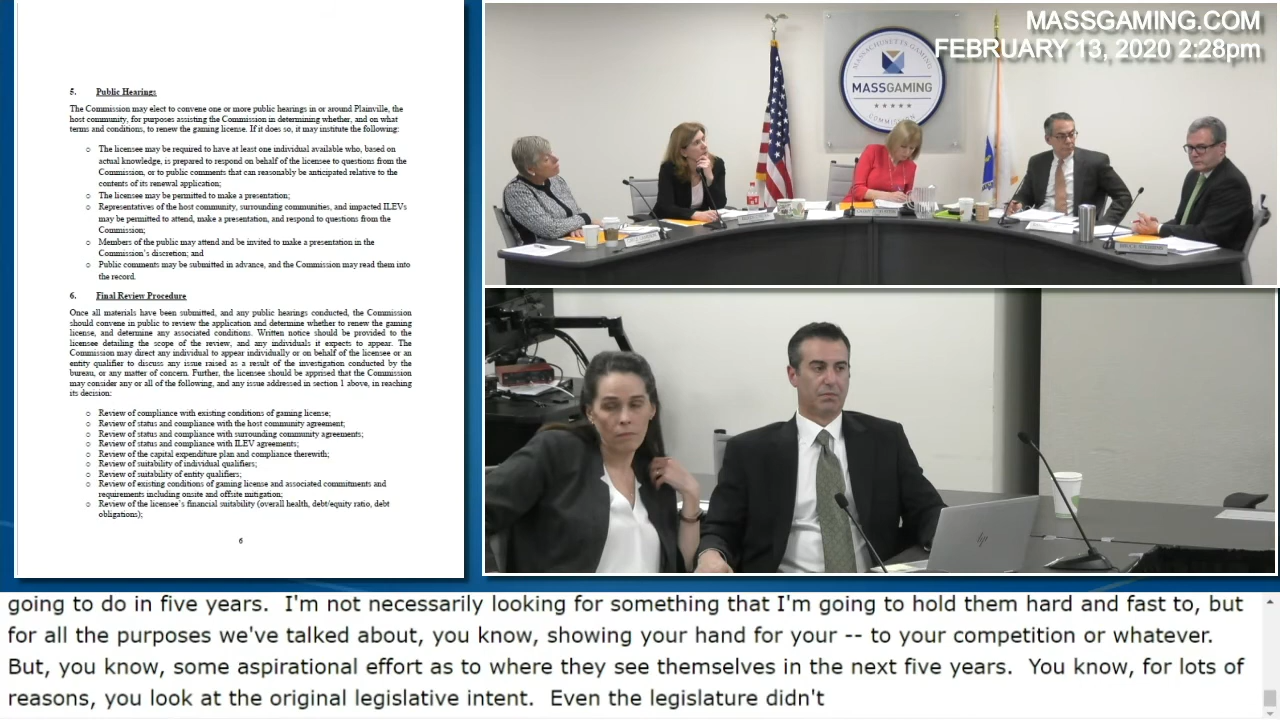 MASSGAMING.COM
FEBRUARY 13, 2020 2:28pm
5. Public Hearings
The Commission may elect to convene one or more public hearings in or around Plainville, the
host community, for purposes assisting the Commission in determining whether, and on what
terms and conditions, to renew the gaming license. If it does so, it may institute the following:
o The licensee may be required to have at least one individual available who, based on
actual knowledge, is prepared to respond on behalf of the licensee to questions from the
Commission, or to public comments that can reasonably be anticipated relative to the
contents of its renewal application;
o The licensee may be permitted to make a presentation;
o Representatives of the host community, surrounding communities, and impacted ILEVs
may be permitted to attend, make a presentation, and respond to questions from the
Commission;
o Members of the public may attend and be invited to make a presentation in the
Commission's discretion; and
o Public comments may be submitted in advance, and the Commission may read them into
the record.
6. Final Review Procedure
Once all materials have been submitted, and any public hearings conducted, the Commission
should convene in public to review the application and determine whether to renew the gaming
license, and determine any associated conditions. Written notice should be provided to the
licensee detailing the scope of the review, and any individuals it expects to appear. The
Commission may direct any individual to appear individually or on behalf of the licensee or an
entity qualifier to discuss any issue raised as a result of the investigation conducted by the
bureau, or any matter of concern. Further, the licensee should be apprised that the Commission
may consider any or all of the following, and any issue addressed in section 1 above, in reaching
its decision:
o Review of compliance with existing conditions of gaming license;
o Review of status and compliance with the host community agreement;
o Review of status and compliance with surrounding community agreements;
o Review of status and compliance with ILEV agreements;
o Review of the capital expenditure plan and compliance therewith;
o Review of suitability of individual qualifiers;
o Review of suitability of entity qualifiers;
o Review of existing conditions of gaming license and associated commitments and
requirements including onsite and offsite mitigation;
o Review of the licensee's financial suitability (overall health, debt/equity ratio, debt
obligations);
6
MASSACHUSETTS GAMING
MASSGAMING
COMMISSION
hp
going to do in five years. I'm not necessarily looking for something that I'm going to hold them hard and fast to, but
for all the purposes we've talked about, you know, showing your hand for your -- to your competition or whatever.
But, you know, some aspirational effort as to where they see themselves in the next five years. You know, for lots of
reasons, you look at the original legislative intent. Even the legislature didn't